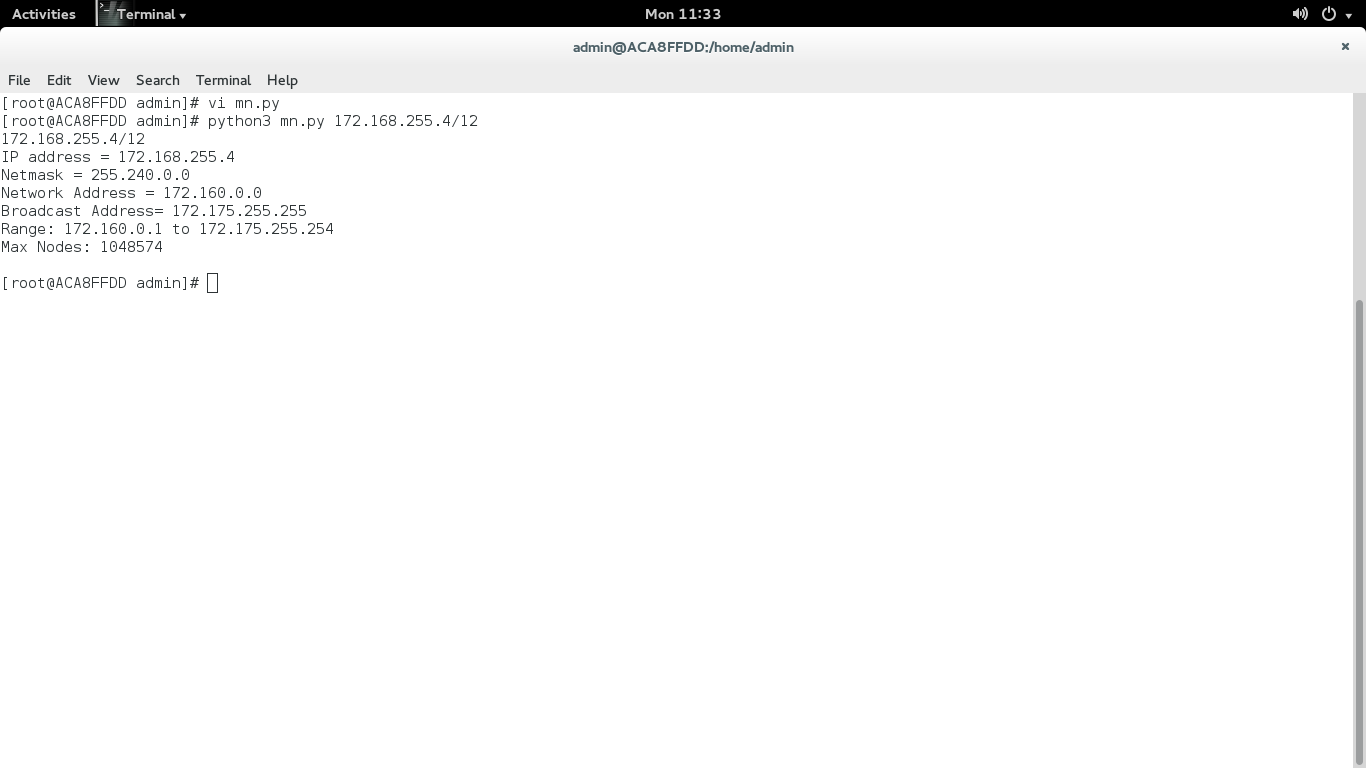 Activities Terminal Mon 11:33
admin@ACA8FFDD:/home/admin
File Edit View Search Terminal Help
[root@ACA8FFDD admin]# vi mn.py
[root@ACA8FFDD admin]# python3 mn.py 172.168.255.4/12
172.168.255.4/12
IP address = 172.168.255.4
Netmask = 255.240.0.0
Network Address = 172.160.0.0
Broadcast Address= 172.175.255.255
Range: 172.160.0.1 to 172.175.255.254
Max Nodes: 1048574
[root@ACA8FFDD admin]#